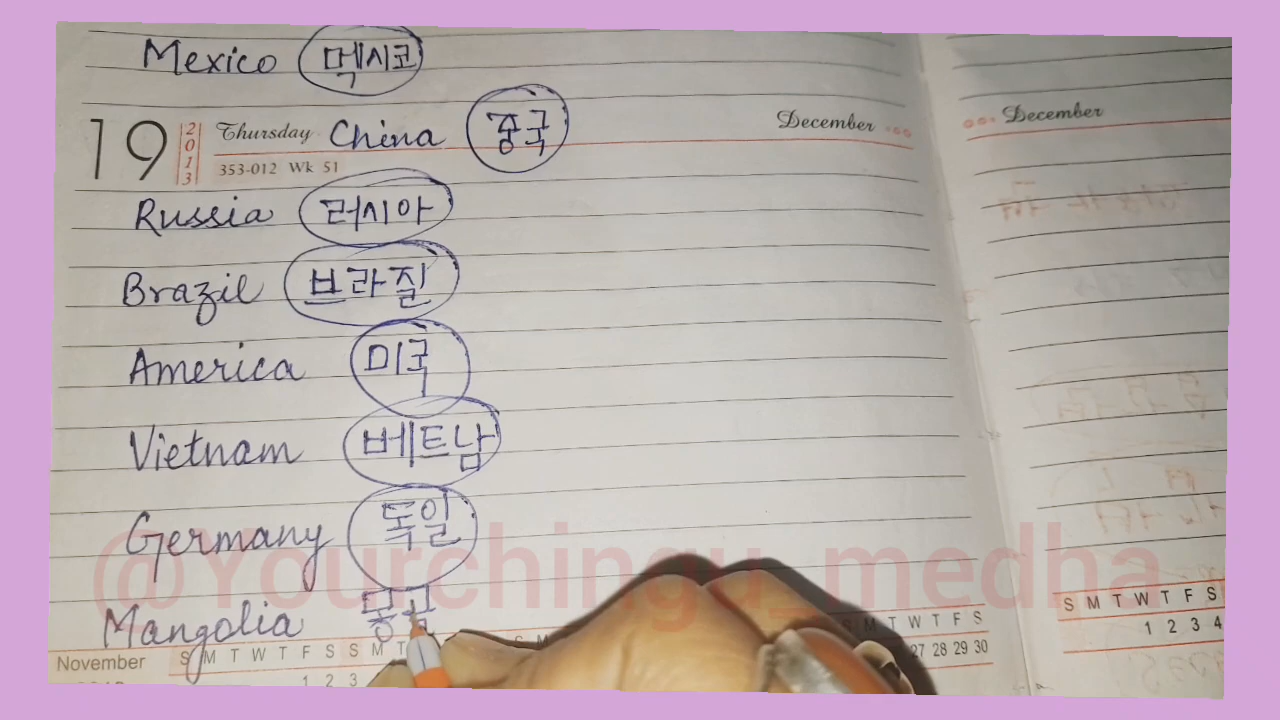 Mexico 멕시코
19 2013 Thursday China 중국 December
353-012 Wk 51
Russia 러시아
Brazil 브라질
America 미국
Vietnam 베트남
Germany 독일
@Yourchingu_medha
Mangolia 몽골
November S M T W T F S S M T
1 2 3
T W T F S
27 28 29 30
December
S M T W T F S
1 2 3 4